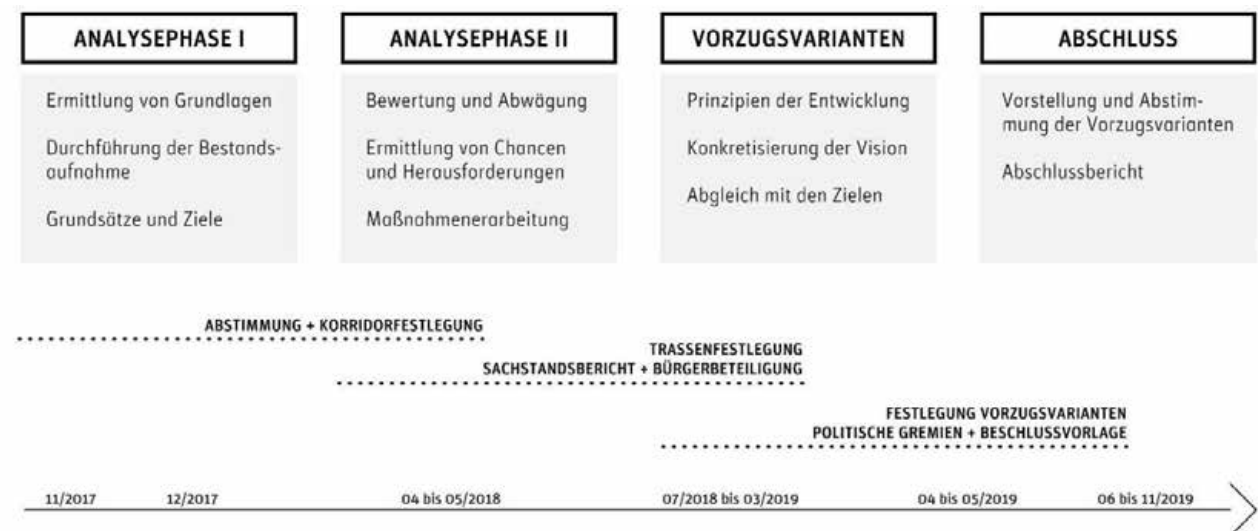 ANALYSEPHASE I
Ermittlung von Grundlagen
Durchführung der Bestands-
aufnahme
Grundsätze und Ziele
ANALYSEPHASE II
Bewertung und Abwägung
Ermittlung von Chancen
und Herausforderungen
Maßnahmenerarbeitung
VORZUGSVARIANTEN
Prinzipien der Entwicklung
Konkretisierung der Vision
Abgleich mit den Zielen
ABSCHLUSS
Vorstellung und Abstim-
mung der Vorzugsvarianten
Abschlussbericht
ABSTIMMUNG + KORRIDORFESTLEGUNG
TRASSENFESTLEGUNG
SACHSTANDSBERICHT + BÜRGERBETEILIGUNG
FESTLEGUNG VORZUGSVARIANTEN
POLITISCHE GREMIEN + BESCHLUSSVORLAGE
11/2017
12/2017
04 bis 05/2018
07/2018 bis 03/2019
04 bis 05/2019
06 bis 11/2019